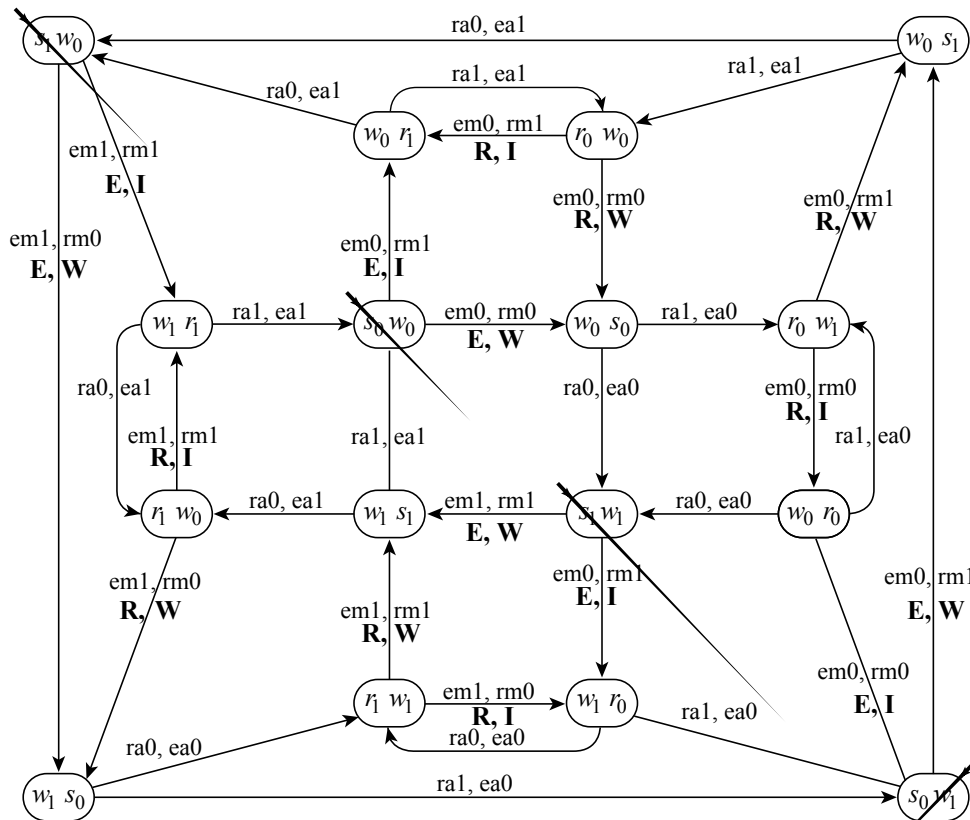 ra0, ea1
s₁ w₀
w₀ s₁
ra1, ea1
ra1, ea1
ra0, ea1
em0, rm1
w₀ r₁
r₀ w₀
R, I
em1, rm1
E, I
em0, rm0
R, W
em0, rm1
R, W
em1, rm0
E, W
em0, rm1
E, I
w₁ r₁
ra1, ea1
s₀ w₀
em0, rm0
E, W
w₀ s₀
ra1, ea0
r₀ w₁
ra0, ea1
ra0, ea0
em0, rm0
R, I
em1, rm1
R, I
ra1, ea1
ra1, ea0
r₁ w₀
ra0, ea1
w₁ s₁
em1, rm1
E, W
s₁ w₁
ra0, ea0
w₀ r₀
em1, rm0
R, W
em0, rm1
E, I
em0, rm1
E, W
em1, rm1
R, W
em0, rm0
E, I
r₁ w₁
em1, rm0
R, I
w₁ r₀
ra1, ea0
ra0, ea0
ra0, ea0
w₁ s₀
ra1, ea0
s₀ w₁